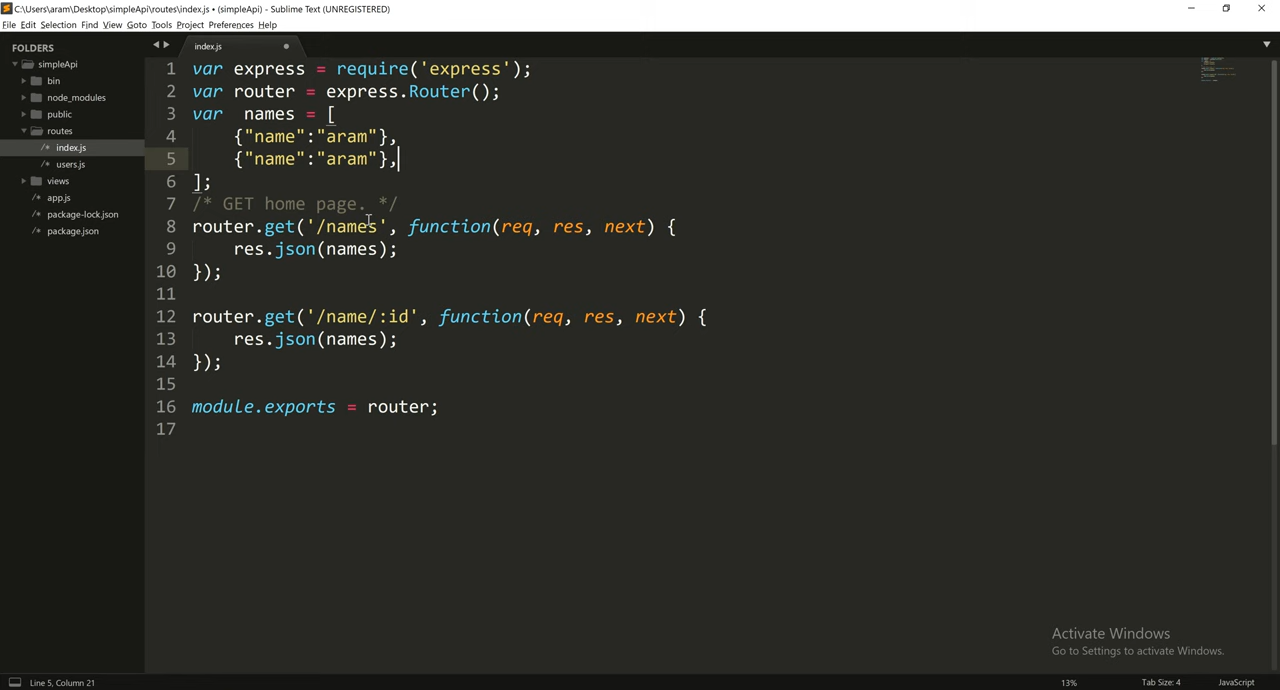 C:\Users\aram\Desktop\simpleApi\routes\index.js • (simpleApi) - Sublime Text (UNREGISTERED)
File Edit Selection Find View Goto Tools Project Preferences Help
FOLDERS
simpleApi
bin
node_modules
public
routes
/* index.js
/* users.js
views
/* app.js
/* package-lock.json
/* package.json
index.js
1 var express = require('express');
2 var router = express.Router();
3 var  names = [
4     {"name":"aram"},
5     {"name":"aram"},
6 ];
7 /* GET home page. */
8 router.get('/names', function(req, res, next) {
9     res.json(names);
10 });
11
12 router.get('/name/:id', function(req, res, next) {
13     res.json(names);
14 });
15
16 module.exports = router;
17
Activate Windows
Go to Settings to activate Windows.
Line 5, Column 21
13%
Tab Size: 4
JavaScript